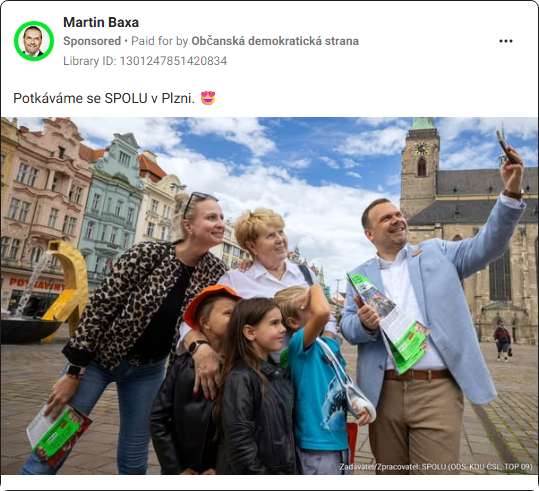 Martin Baxa
Sponsored • Paid for by Občanská demokratická strana
Library ID: 1301247851420834
Potkáváme se SPOLU v Plzni. 😍
POTRAVINY
Zadavatel/Zpracovatel: SPOLU (ODS, KDU-ČSL, TOP 09)